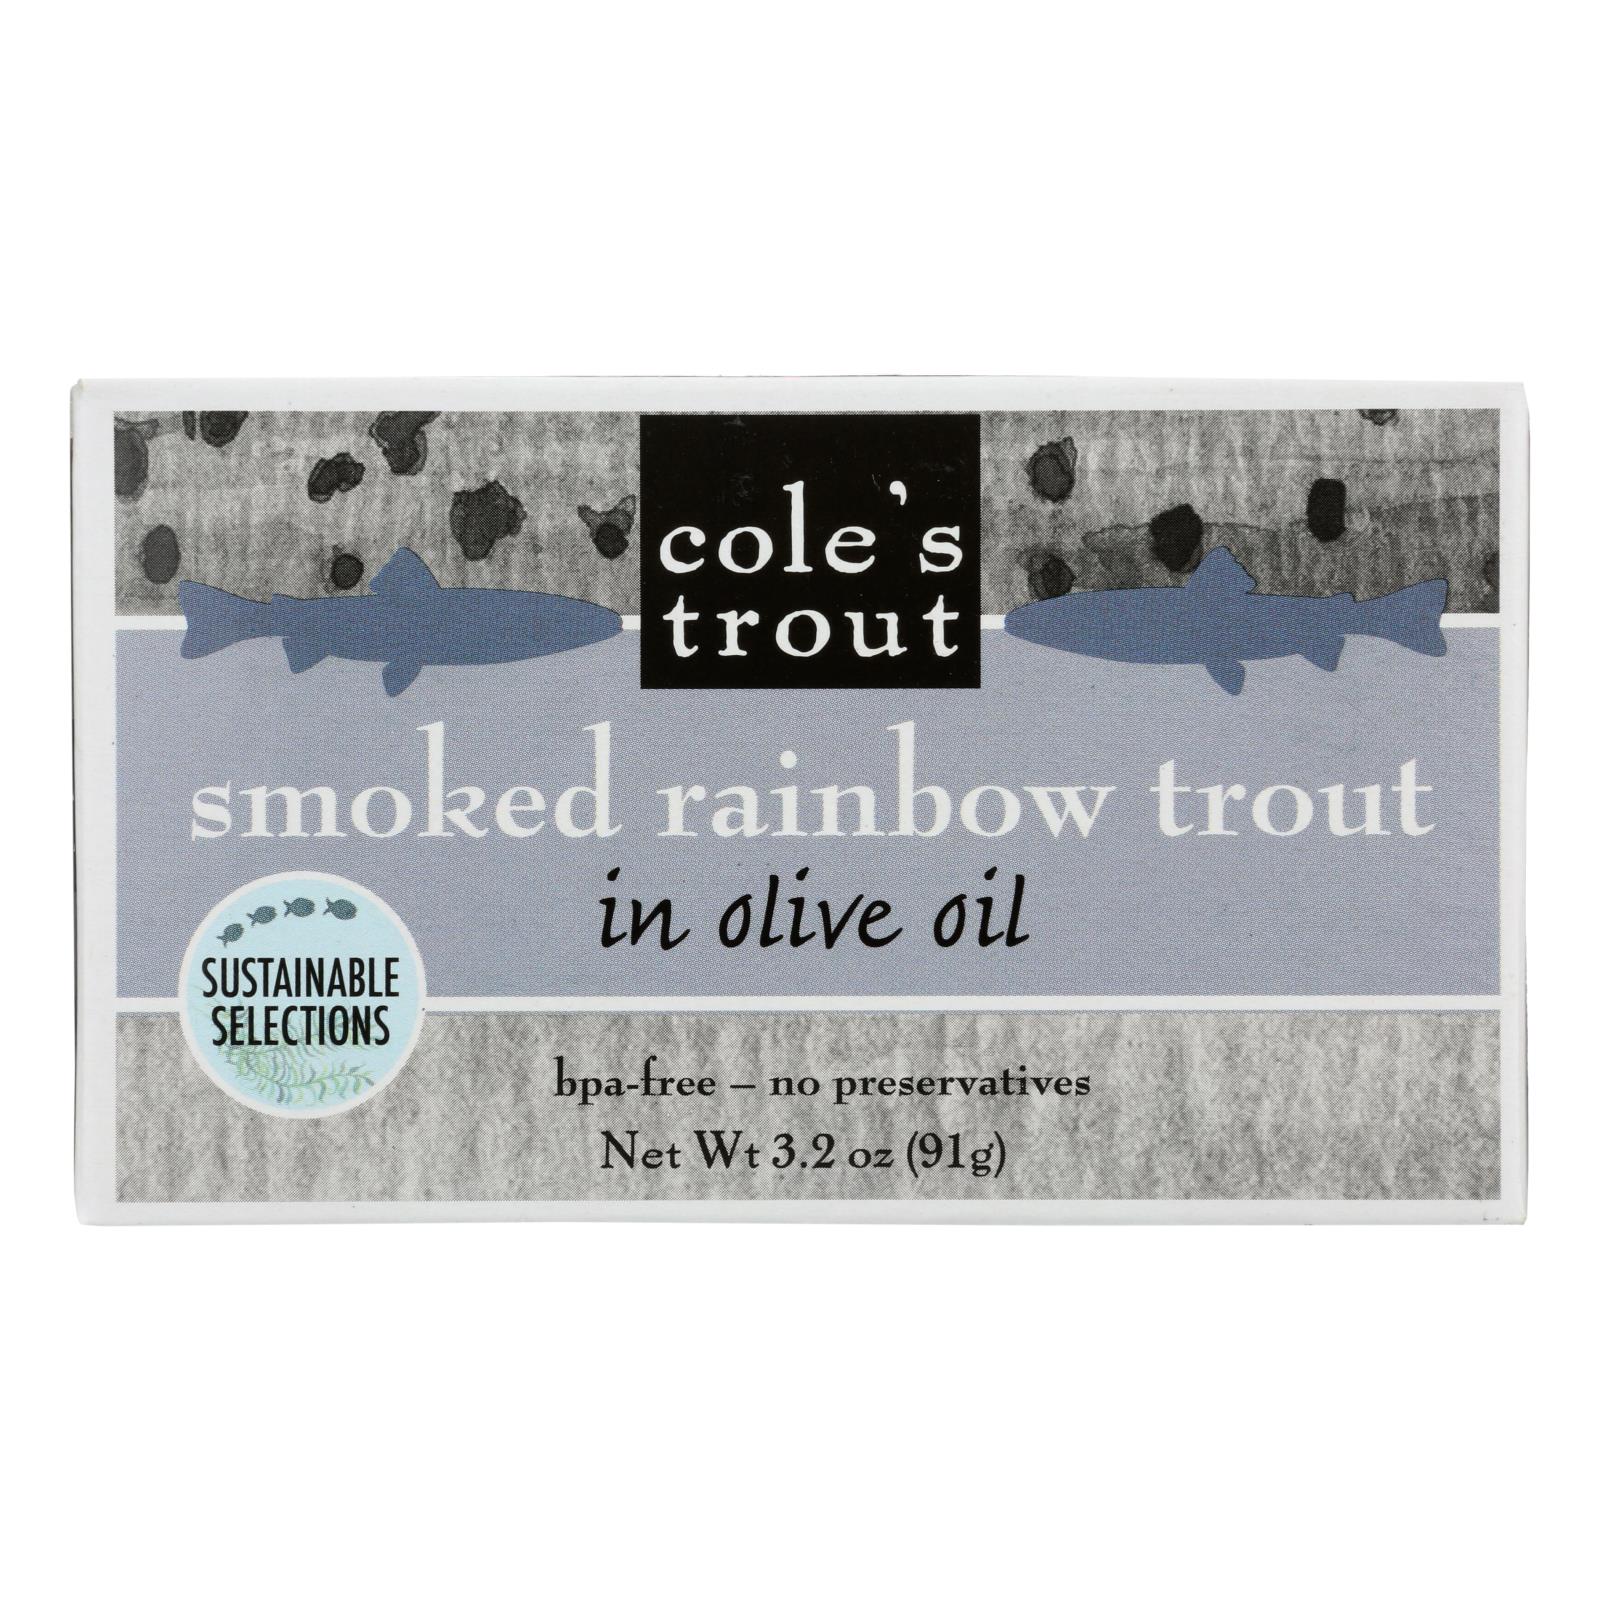 cole's
trout
smoked rainbow trout
in olive oil
SUSTAINABLE
SELECTIONS
bpa-free – no preservatives
Net Wt 3.2 oz (91g)